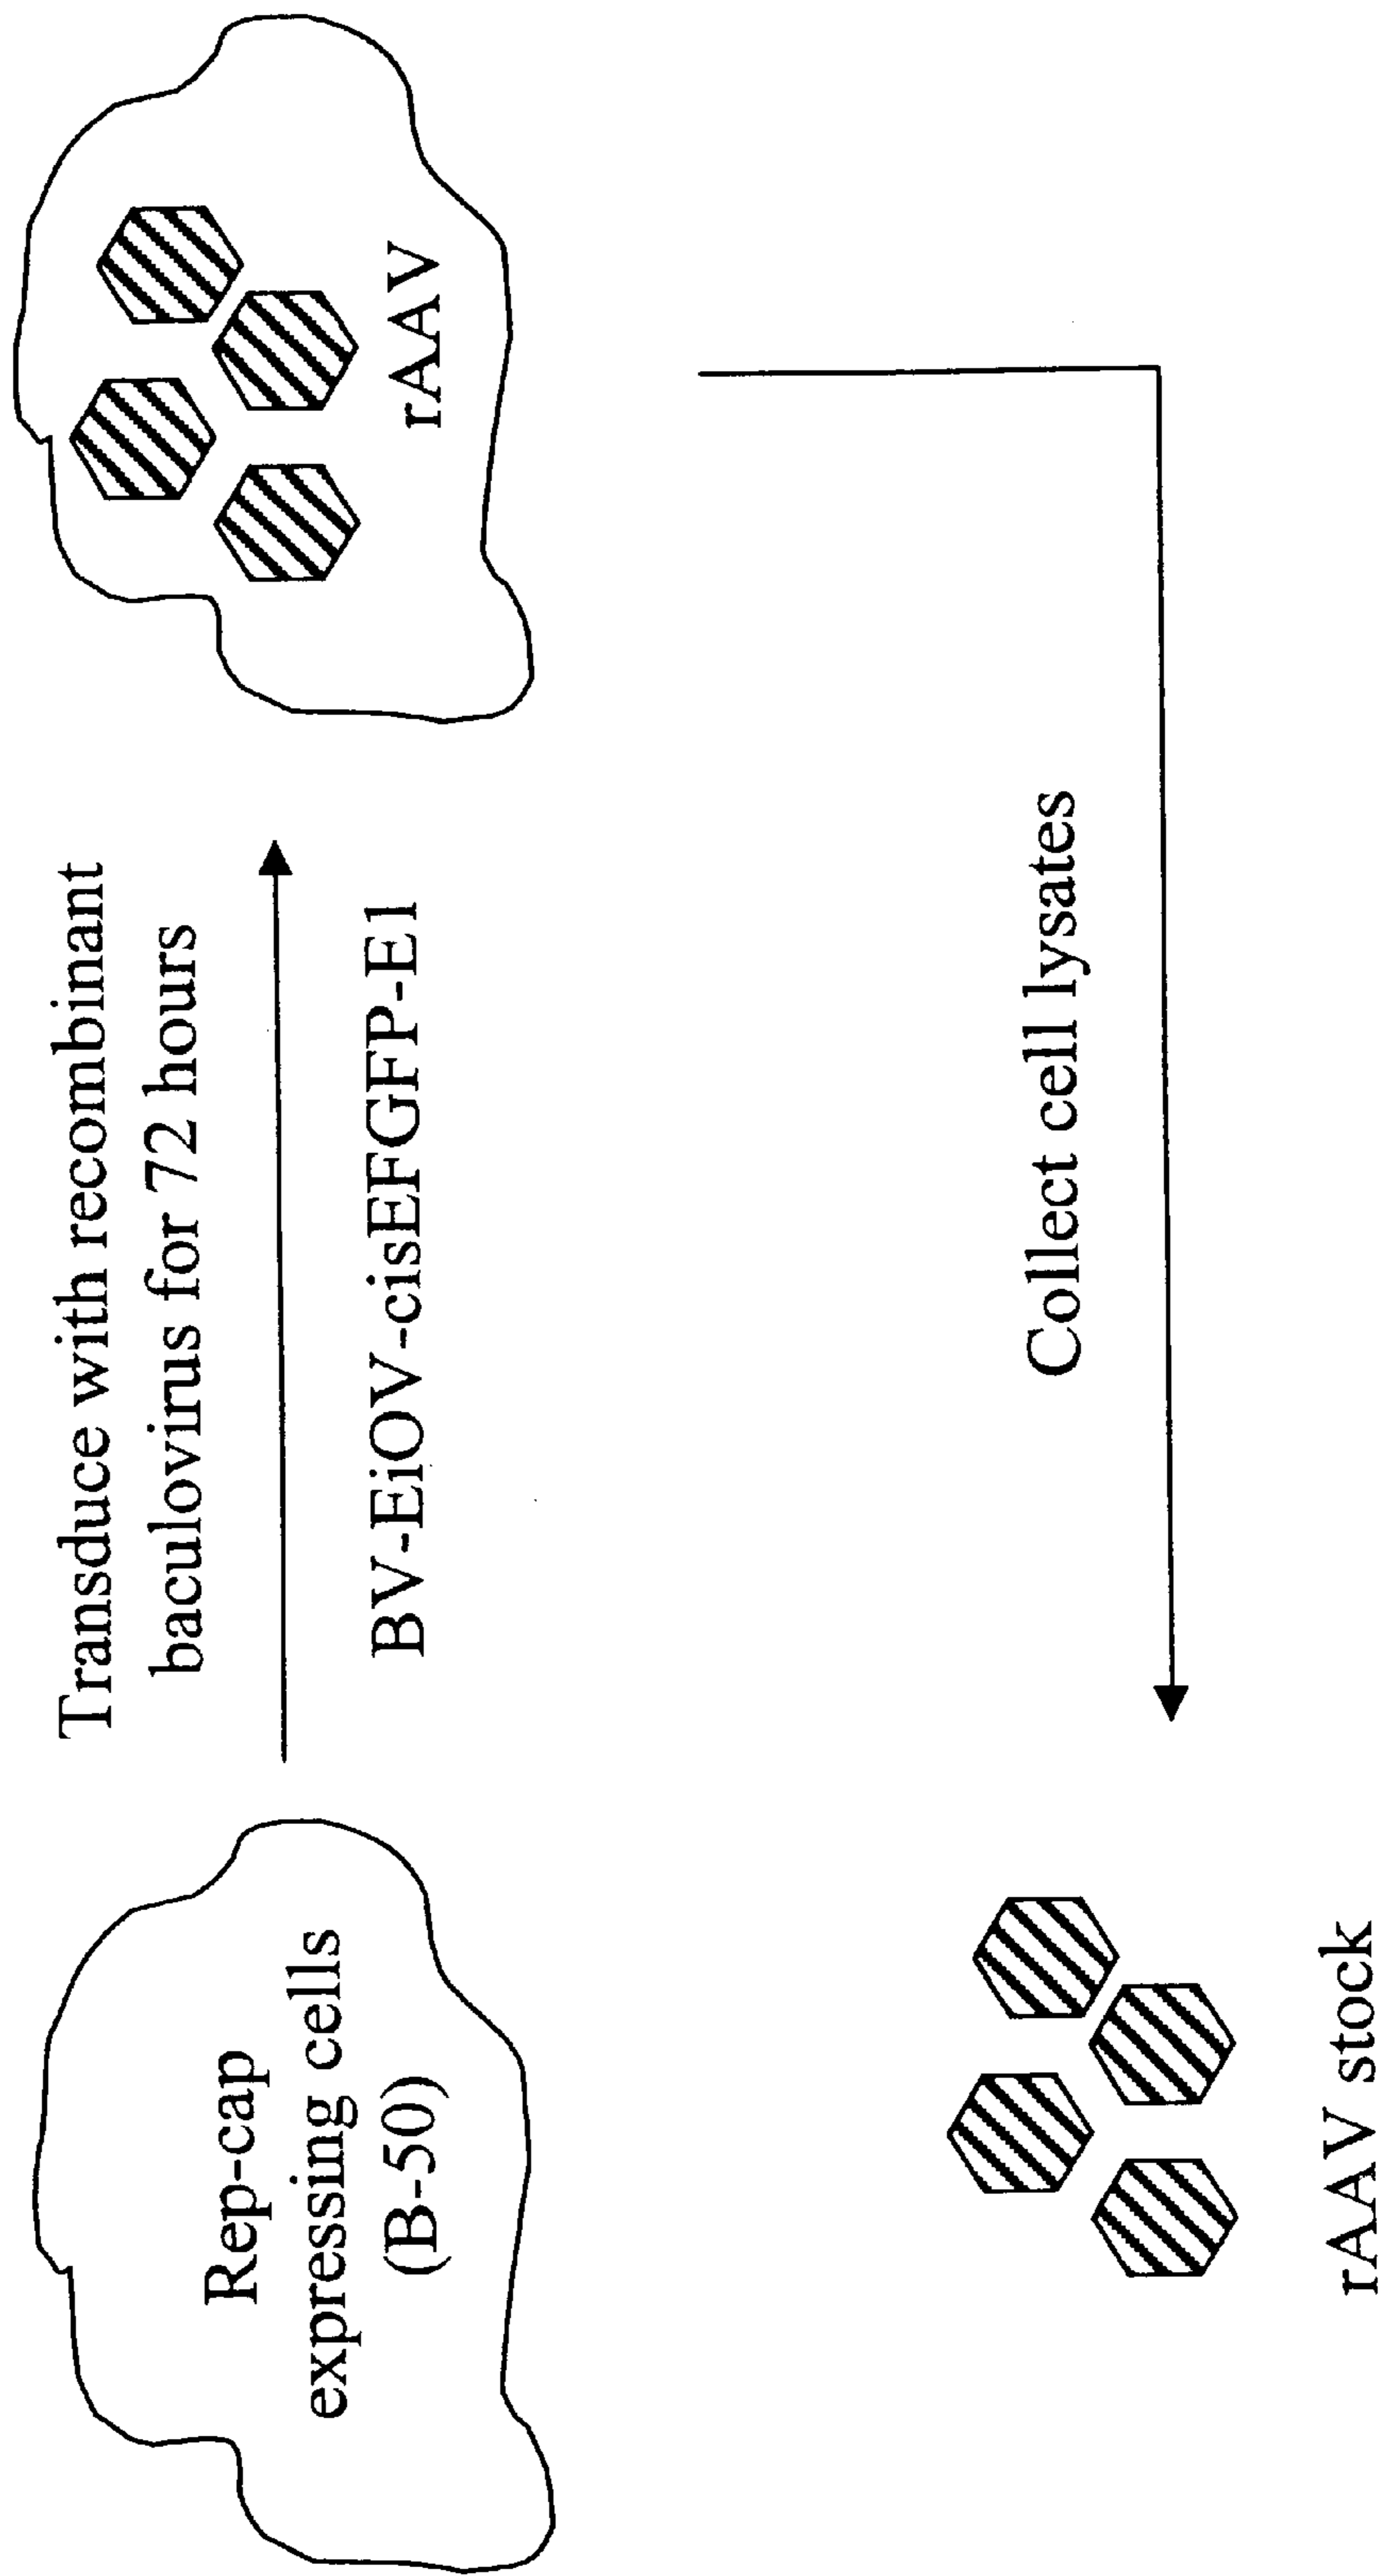 Rep-cap
expressing cells
(B-50)
Transduce with recombinant
baculovirus for 72 hours
BV-EiOV-cisEFGFP-E1
rAAV
Collect cell lysates
rAAV stock